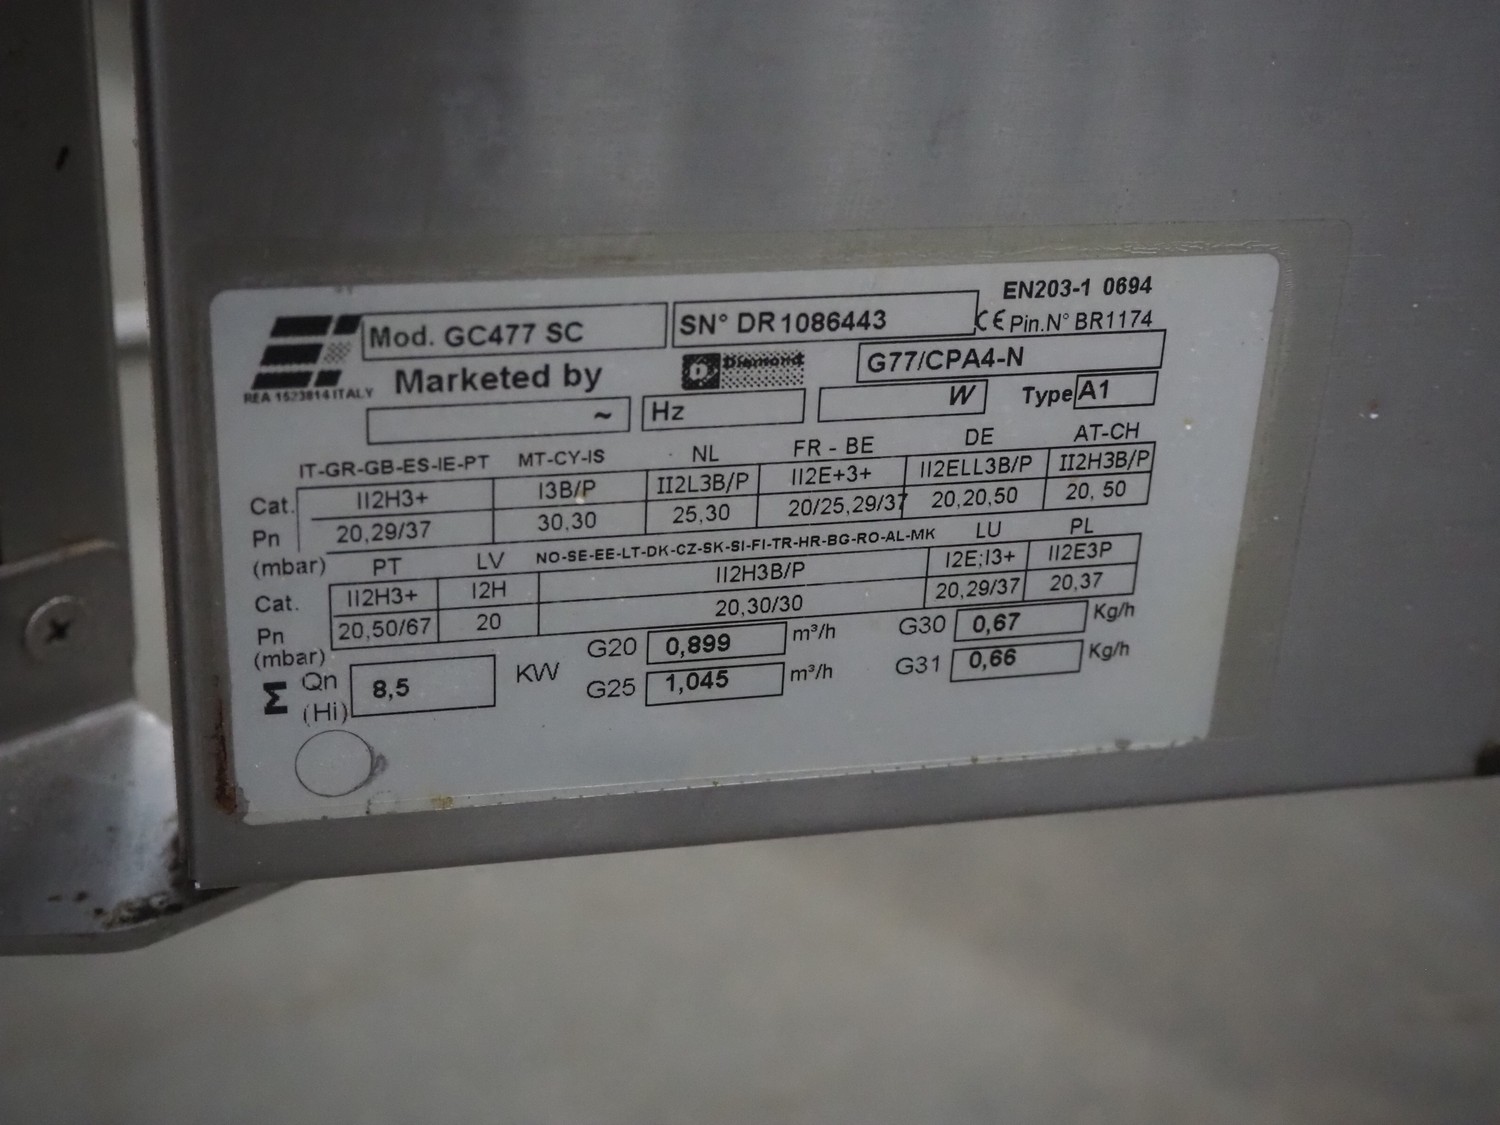 EN203-1 0694
Mod. GC477 SC SN° DR1086443 CE Pin.N° BR1174
REA 1523814 ITALY Marketed by Diamond G77/CPA4-N
~ Hz W Type A1
IT-GR-GB-ES-IE-PT MT-CY-IS NL FR - BE DE AT-CH
Cat. II2H3+ I3B/P II2L3B/P II2E+3+ II2ELL3B/P II2H3B/P
Pn (mbar) 20,29/37 30,30 25,30 20/25,29/37 20,20,50 20, 50
PT LV NO-SE-EE-LT-DK-CZ-SK-SI-FI-TR-HR-BG-RO-AL-MK LU PL
Cat. II2H3+ I2H II2H3B/P I2E;I3+ II2E3P
Pn (mbar) 20,50/67 20 20,30/30 20,29/37 20,37
Σ Qn (Hi) 8,5 KW G20 0,899 m³/h G30 0,67 Kg/h
G25 1,045 m³/h G31 0,66 Kg/h